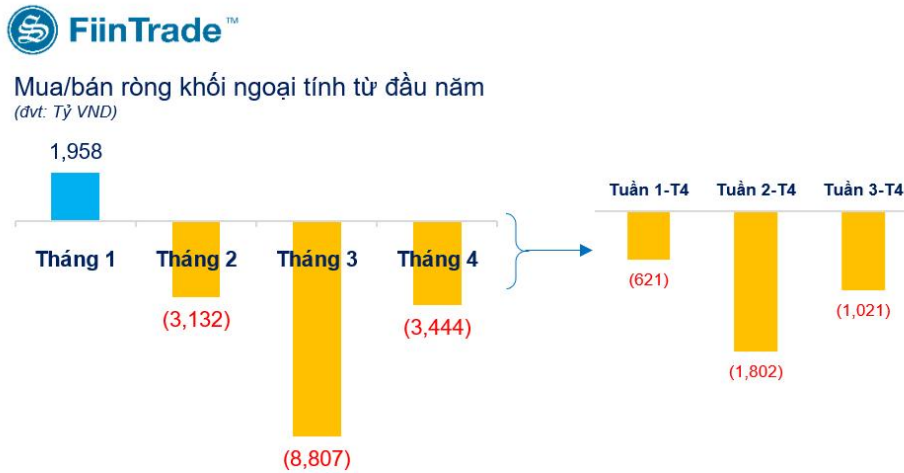 FiinTrade™
Mua/bán ròng khối ngoại tính từ đầu năm
(đvt: Tỷ VND)
1,958
Tháng 1 Tháng 2 Tháng 3 Tháng 4
(3,132)
(3,444)
(8,807)
Tuần 1-T4 Tuần 2-T4 Tuần 3-T4
(621)
(1,021)
(1,802)